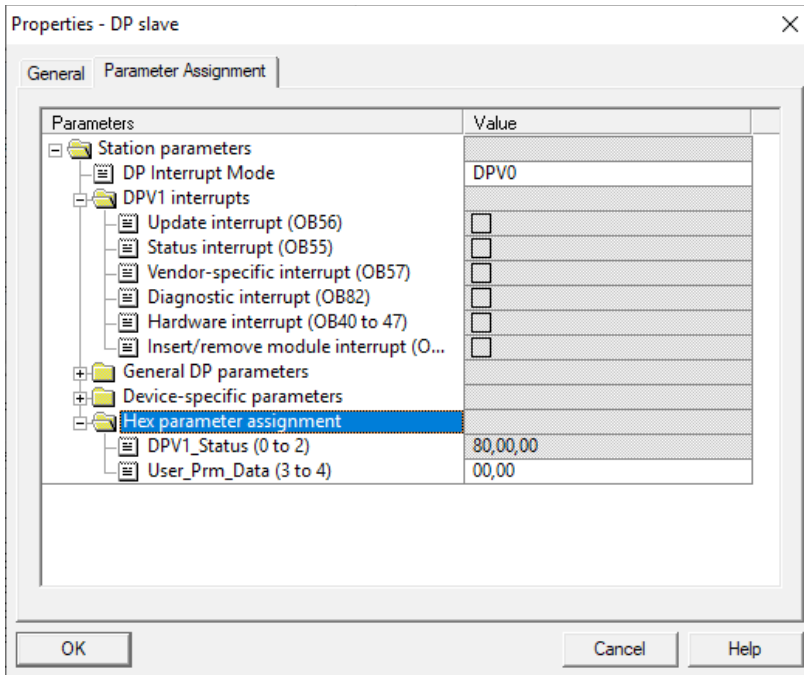 Properties - DP slave
General Parameter Assignment
Parameters Value
Station parameters
DP Interrupt Mode DPV0
DPV1 interrupts
Update interrupt (OB56)
Status interrupt (OB55)
Vendor-specific interrupt (OB57)
Diagnostic interrupt (OB82)
Hardware interrupt (OB40 to 47)
Insert/remove module interrupt (O...
General DP parameters
Device-specific parameters
Hex parameter assignment
DPV1_Status (0 to 2) 80,00,00
User_Prm_Data (3 to 4) 00,00
OK Cancel Help